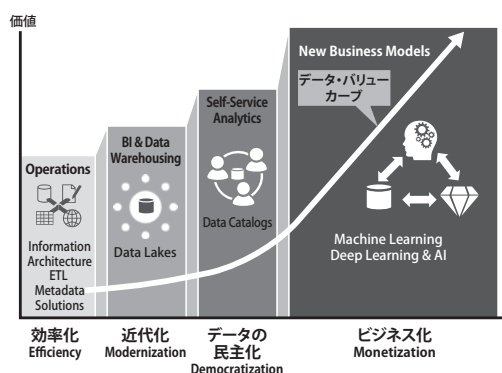 価値
New Business Models
データ・バリュー
カーブ
Self-Service
Analytics
BI & Data
Warehousing
Operations
Data Catalogs
Information
Architecture
ETL
Metadata
Solutions
Data Lakes
Machine Learning
Deep Learning & AI
効率化
Efficiency
近代化
Modernization
データの
民主化
Democratization
ビジネス化
Monetization